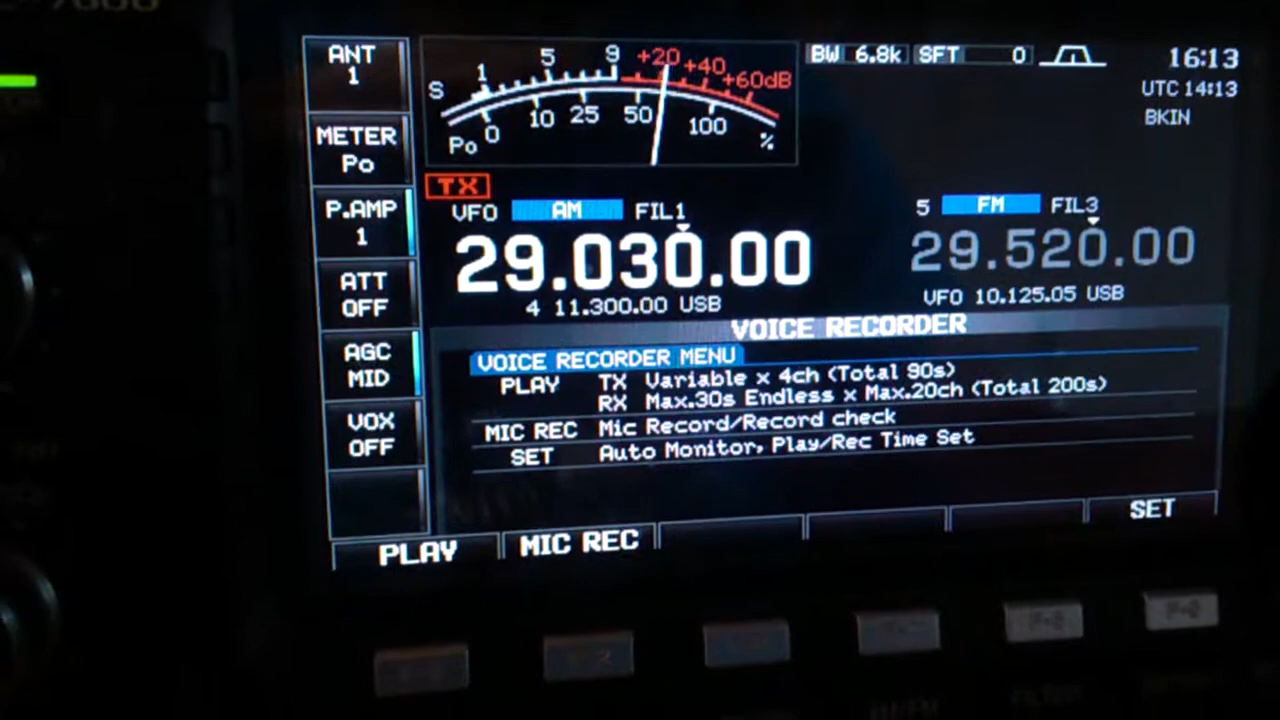 7600
ANT
1
METER
Po
P.AMP
1
ATT
OFF
AGC
MID
VOX
OFF
S 1 5 9 +20 +40 +60dB
Po 0 10 25 50 100 %
BW 6.8k SFT 0
16:13
UTC 14:13
BKIN
TX
VFO AM FIL1
29.030.00
4 11.300.00 USB
5 FM FIL3
29.520.00
VFO 10.125.05 USB
VOICE RECORDER
VOICE RECORDER MENU
PLAY TX Variable x 4ch (Total 90s)
RX Max.30s Endless x Max.20ch (Total 200s)
MIC REC Mic Record/Record check
SET Auto Monitor, Play/Rec Time Set
PLAY MIC REC SET